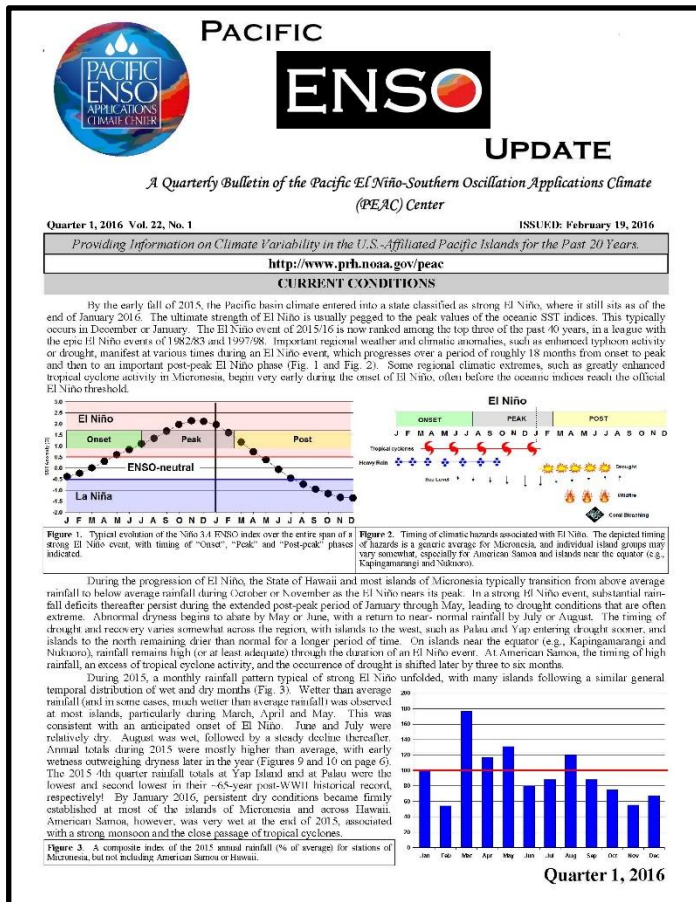 PACIFIC
PACIFIC
ENSO
APPLICATIONS
CLIMATE CENTER
ENSO
UPDATE
A Quarterly Bulletin of the Pacific El Niño-Southern Oscillation Applications Climate
(PEAC) Center
Quarter 1, 2016 Vol. 22, No. 1 ISSUED: February 19, 2016
Providing Information on Climate Variability in the U.S.-Affiliated Pacific Islands for the Past 20 Years.
http://www.prh.noaa.gov/peac
CURRENT CONDITIONS
By the early fall of 2015, the Pacific basin climate entered into a state classified as strong El Niño, where it still sits as of the
end of January 2016. The ultimate strength of El Niño is usually pegged to the peak values of the oceanic SST indices. This typically
occurs in December or January. The El Niño event of 2015/16 is now ranked among the top three of the past 40 years, in a league with
the epic El Niño events of 1982/83 and 1997/98. Important regional weather and climatic anomalies, such as enhanced typhoon activity
or drought, manifest at various times during an El Niño event, which progresses over a period of roughly 18 months from onset to peak
and then to an important post-peak El Niño phase (Fig. 1 and Fig. 2). Some regional climatic extremes, such as greatly enhanced
tropical cyclone activity in Micronesia, begin very early during the onset of El Niño, often before the oceanic indices reach the official
El Niño threshold.
3.0
2.5
2.0
1.5
1.0
0.5
0.0
-0.5
-1.0
-1.5
-2.0
El Niño
Onset Peak Post
ENSO-neutral
La Niña
J F M A M J J A S O N D J F M A M J J A S O N D
Figure 1. Typical evolution of the Niño 3.4 ENSO index over the entire span of a
strong El Niño event, with timing of "Onset", "Peak" and "Post-peak" phases
indicated.
El Niño
ONSET PEAK POST
J F M A M J J A S O N D J F M A M J J A S O N D
Tropical cyclones
Heavy Rain
Sea Level
Drought
Wildfire
Coral Bleaching
Figure 2. Timing of climatic hazards associated with El Niño. The depicted timing
of hazards is a generic average for Micronesia, and individual island groups may
vary somewhat, especially for American Samoa and islands near the equator (e.g.,
Kapingamarangi and Nukuoro).
During the progression of El Niño, the State of Hawaii and most islands of Micronesia typically transition from above average
rainfall to below average rainfall during October or November as the El Niño nears its peak. In a strong El Niño event, substantial rain-
fall deficits thereafter persist during the extended post-peak period of January through May, leading to drought conditions that are often
extreme. Abnormal dryness begins to abate by May or June, with a return to near- normal rainfall by July or August. The timing
of drought and recovery varies somewhat across the region, with islands to the west, such as Palau and Yap entering drought sooner, and
islands to the north remaining drier than normal for a longer period of time. On islands near the equator (e.g., Kapingamarangi and
Nukuoro), rainfall remains high (or at least adequate) through the duration of an El Niño event. At American Samoa, the timing of high
rainfall, an excess of tropical cyclone activity, and the occurrence of drought is shifted later by three to six months.
During 2015, a monthly rainfall pattern typical of strong El Niño unfolded, with many islands following a similar general
temporal distribution of wet and dry months (Fig. 3). Wetter than average
rainfall (and in some cases, much wetter than average rainfall) was observed
at most islands, particularly during March, April and May. This was
consistent with an anticipated onset of El Niño. June and July were
relatively dry. August was wet, followed by a steady decline thereafter.
Annual totals during 2015 were mostly higher than average, with early
wetness outweighing dryness later in the year (Figures 9 and 10 on page 6).
The 2015 4th quarter rainfall totals at Yap Island and at Palau were the
lowest and second lowest in their ~65-year post-WWII historical record,
respectively! By January 2016, persistent dry conditions became firmly
established at most of the islands of Micronesia and across Hawaii.
American Samoa, however, was very wet at the end of 2015, associated
with a strong monsoon and the close passage of tropical cyclones.
Figure 3. A composite index of the 2015 annual rainfall (% of average) for stations of
Micronesia, but not including American Samoa or Hawaii.
200
180
160
140
120
100
80
60
40
20
0
Jan Feb Mar Apr May Jun Jul Aug Sep Oct Nov Dec
Quarter 1, 2016